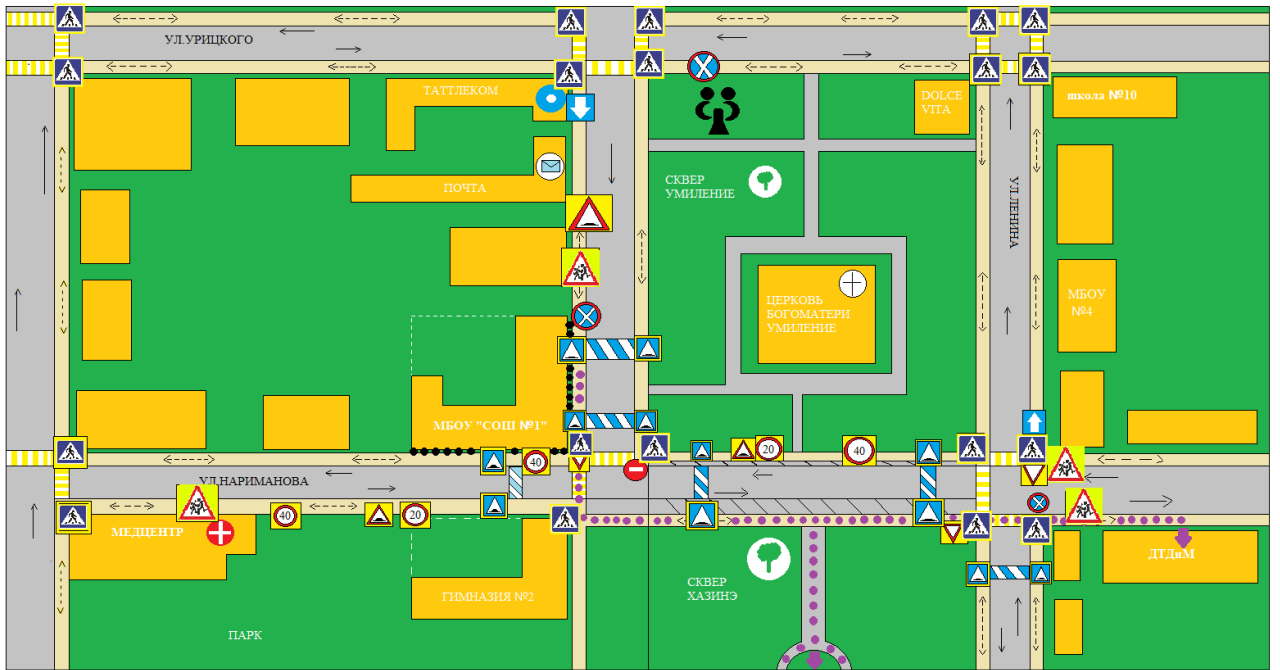 УЛ.УРИЦКОГО
ТАТТЛЕКОМ
DOLCE
VITA
школа №10
ПОЧТА
СКВЕР
УМИЛЕНИЕ
УЛ.ЛЕНИНА
ЦЕРКОВЬ
БОГОМАТЕРИ
УМИЛЕНИЕ
МБОУ
№4
МБОУ "СОШ №1"
40
20
40
УЛ.НАРИМАНОВА
40
20
МЕДЦЕНТР
ДТДиМ
СКВЕР
ХАЗИНЭ
ГИМНАЗИЯ №2
ПАРК